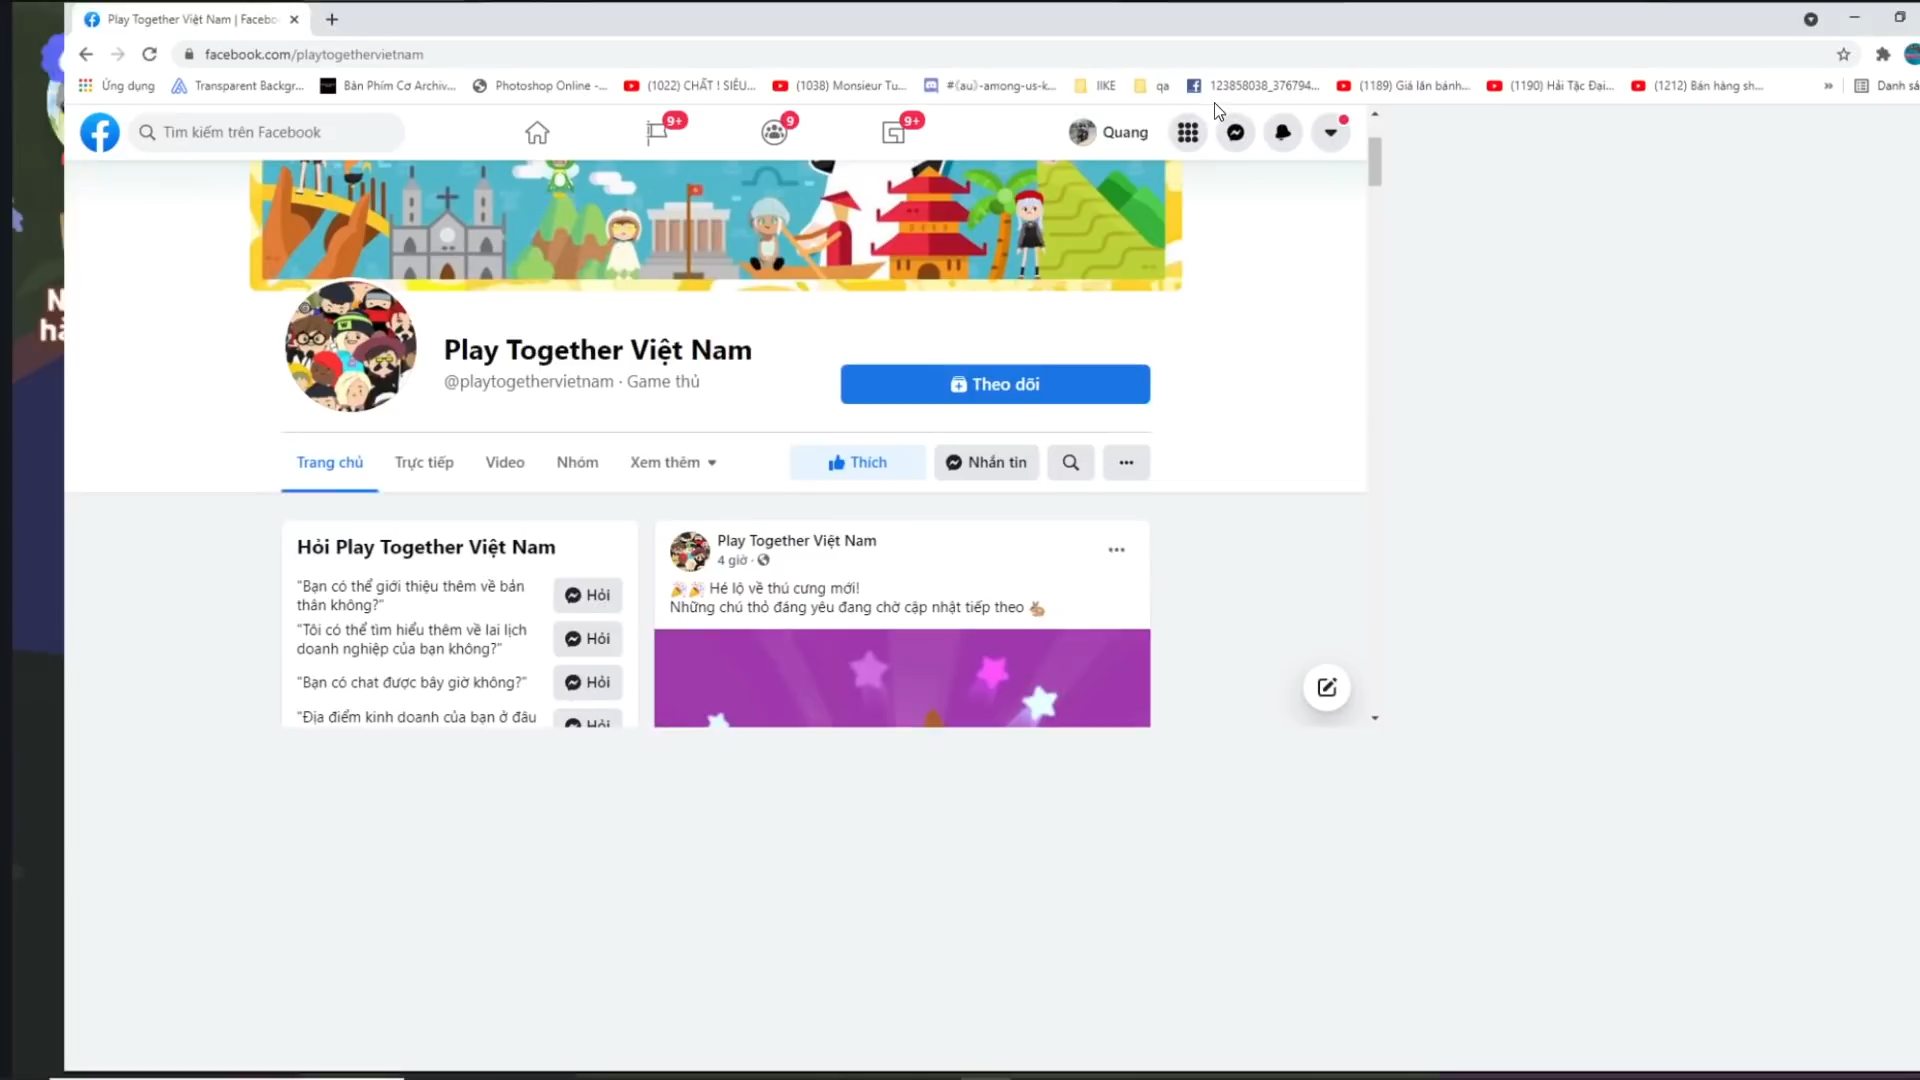 Play Together Việt Nam | Facebo
facebook.com/playtogethervietnam
Ứng dụng
Transparent Backgr...
Bàn Phím Cơ Archiv...
Photoshop Online -...
(1022) CHẤT ! SIÊU...
(1038) Monsieur Tu...
#《au》-among-us-k...
IIKE
qa
123858038_376794...
(1189) Giá lăn bánh...
(1190) Hải Tặc Đại...
(1212) Bán hàng sh...
»
Danh sá
Tìm kiếm trên Facebook
9+
9
9+
Quang
N
hà
Play Together Việt Nam
@playtogethervietnam · Game thủ
Theo dõi
Trang chủ
Trực tiếp
Video
Nhóm
Xem thêm
Thích
Nhắn tin
Hỏi Play Together Việt Nam
"Bạn có thể giới thiệu thêm về bản
thân không?"
Hỏi
"Tôi có thể tìm hiểu thêm về lai lịch
doanh nghiệp của bạn không?"
Hỏi
"Bạn có chat được bây giờ không?"
Hỏi
"Địa điểm kinh doanh của bạn ở đâu
Hỏi
Play Together Việt Nam
4 giờ ·
Hé lộ về thú cưng mới!
Những chú thỏ đáng yêu đang chờ cập nhật tiếp theo